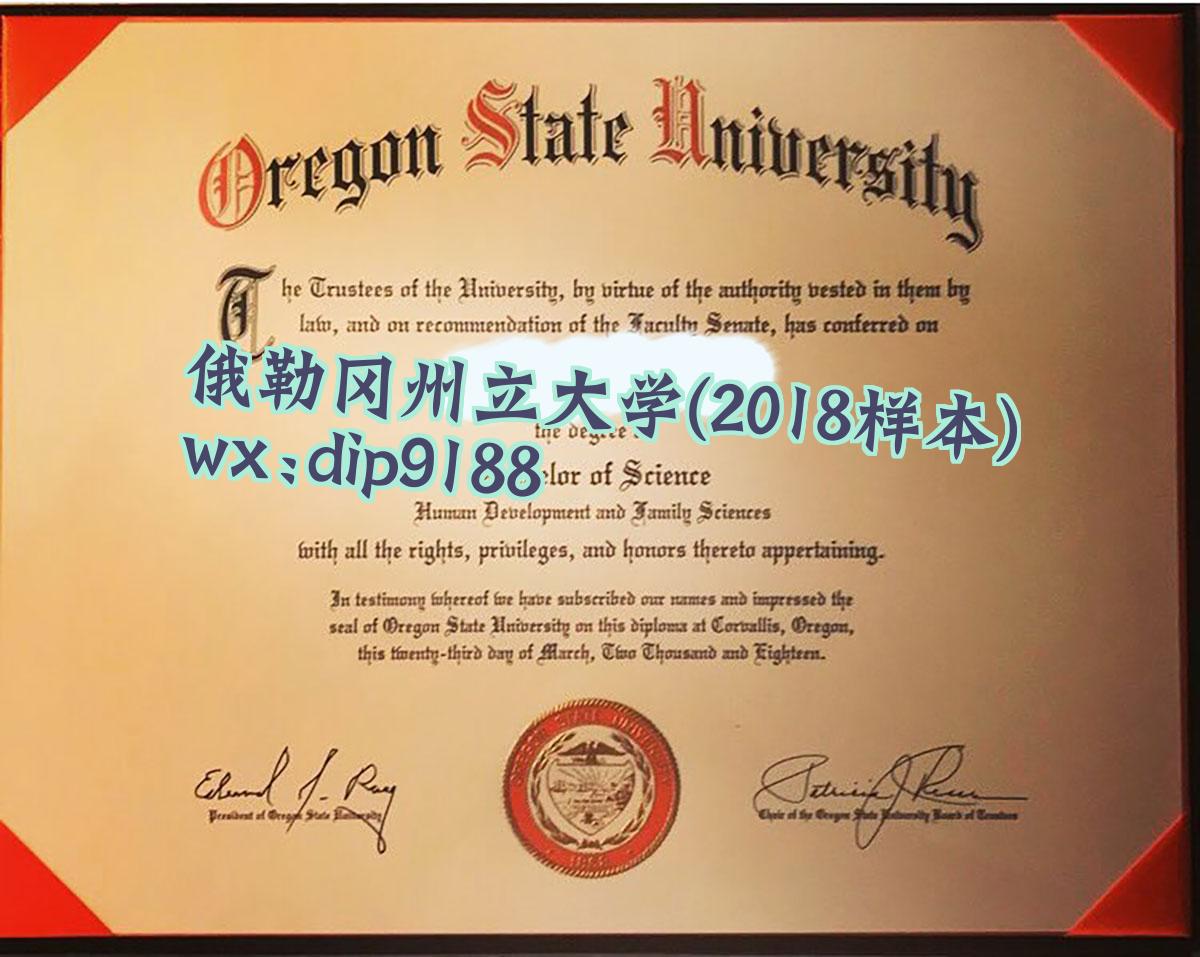 Oregon State University
The Trustees of the University, by virtue of the authority vested in them by
law, and on recommendation of the Faculty Senate, has conferred on
俄勒冈州立大学(2018样本)
the degree
wx:dip9188
elor of Science
Human Development and Family Sciences
with all the rights, privileges, and honors thereto appertaining.
In testimony whereof we have subscribed our names and impressed the
seal of Oregon State University on this diploma at Corvallis, Oregon,
this twenty-third day of March, Two Thousand and Eighteen.
OREGON STATE UNIVERSITY
1868
President of Oregon State University
Chair of the Oregon State University Board of Trustees